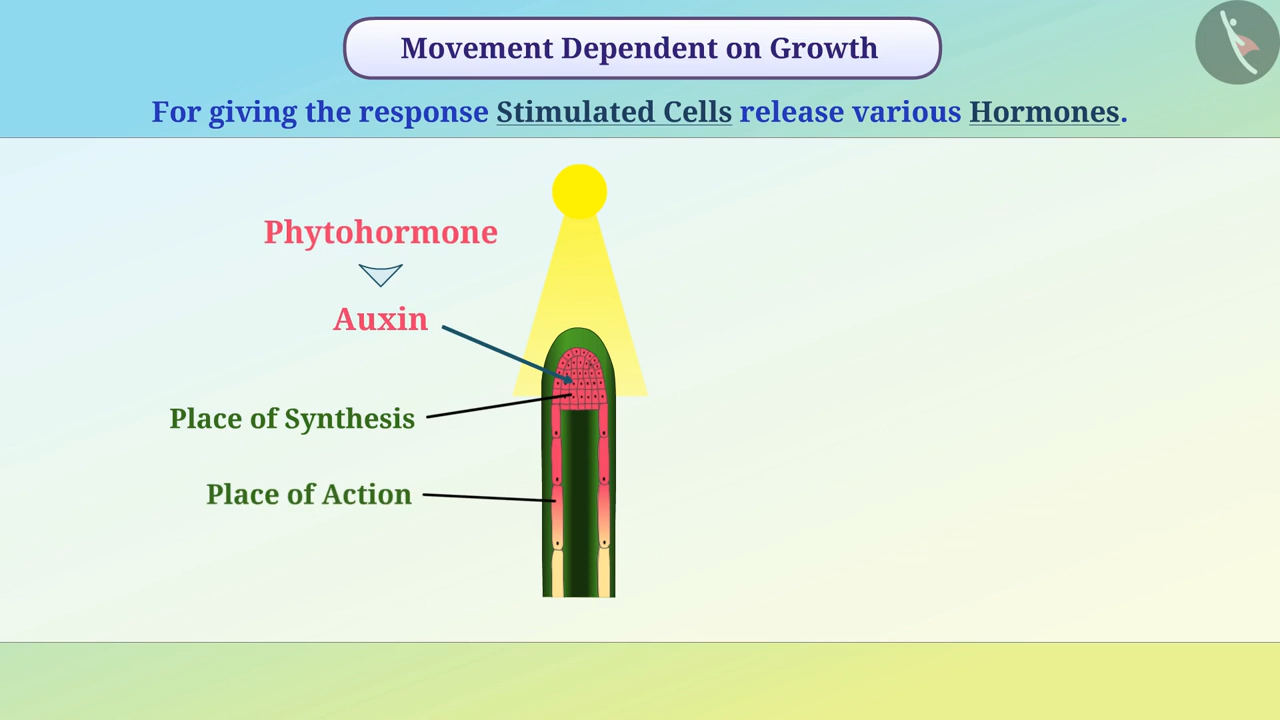 Movement Dependent on Growth
For giving the response Stimulated Cells release various Hormones.
Phytohormone
Auxin
Place of Synthesis
Place of Action